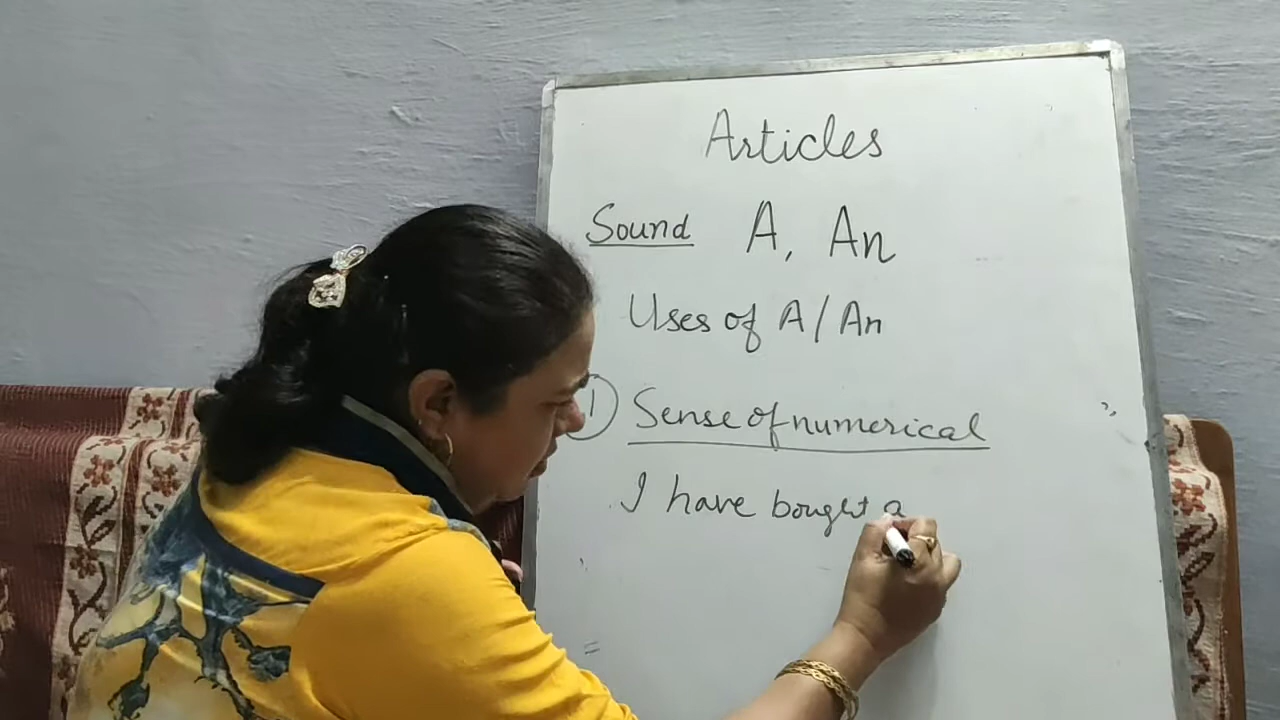 Articles
Sound A, An
Uses of A/An
1 Sense of numerical
I have bought a